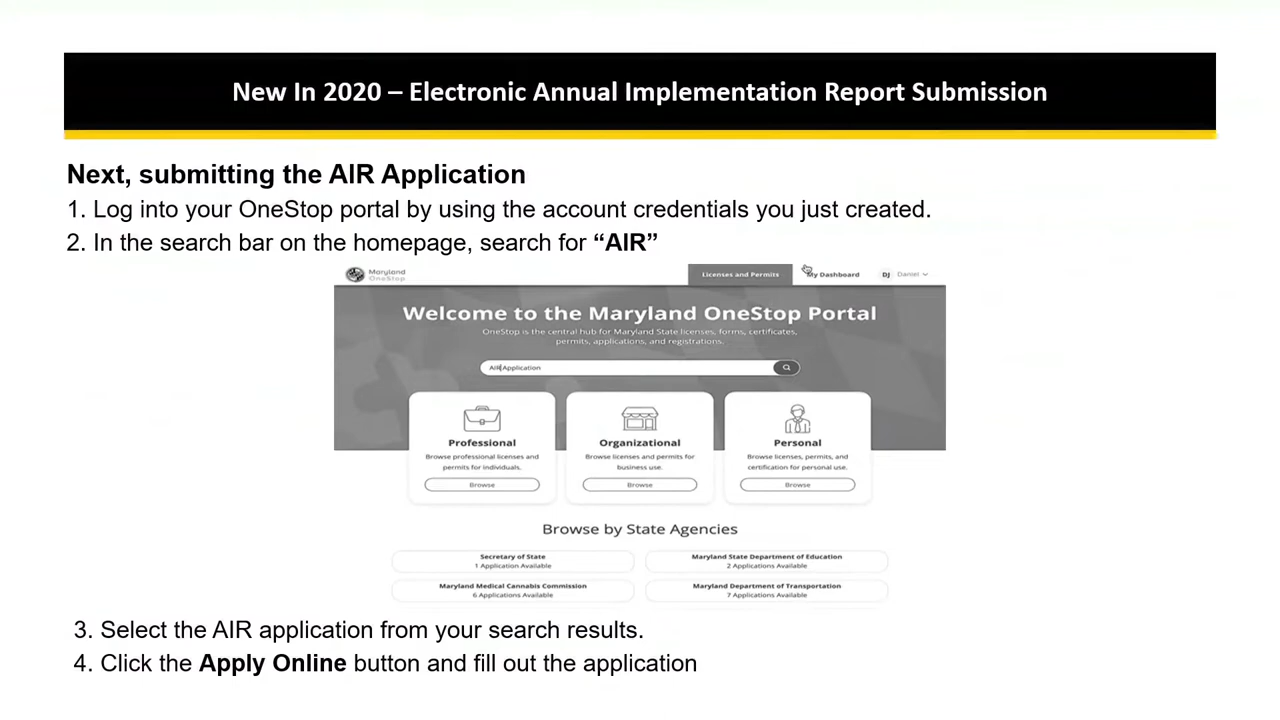 New In 2020 – Electronic Annual Implementation Report Submission
Next, submitting the AIR Application
1. Log into your OneStop portal by using the account credentials you just created.
2. In the search bar on the homepage, search for “AIR”
Maryland
OneStop
Licenses and Permits
My Dashboard
DJ Daniel
Welcome to the Maryland OneStop Portal
OneStop is the central hub for Maryland State licenses, forms, certificates,
permits, applications, and registrations.
AIR Application
Professional
Browse professional licenses and
permits for individuals.
Browse
Organizational
Browse licenses and permits for
business use.
Browse
Personal
Browse licenses, permits, and
certification for personal use.
Browse
Browse by State Agencies
Secretary of State
1 Application Available
Maryland State Department of Education
2 Applications Available
Maryland Medical Cannabis Commission
6 Applications Available
Maryland Department of Transportation
7 Applications Available
3. Select the AIR application from your search results.
4. Click the Apply Online button and fill out the application